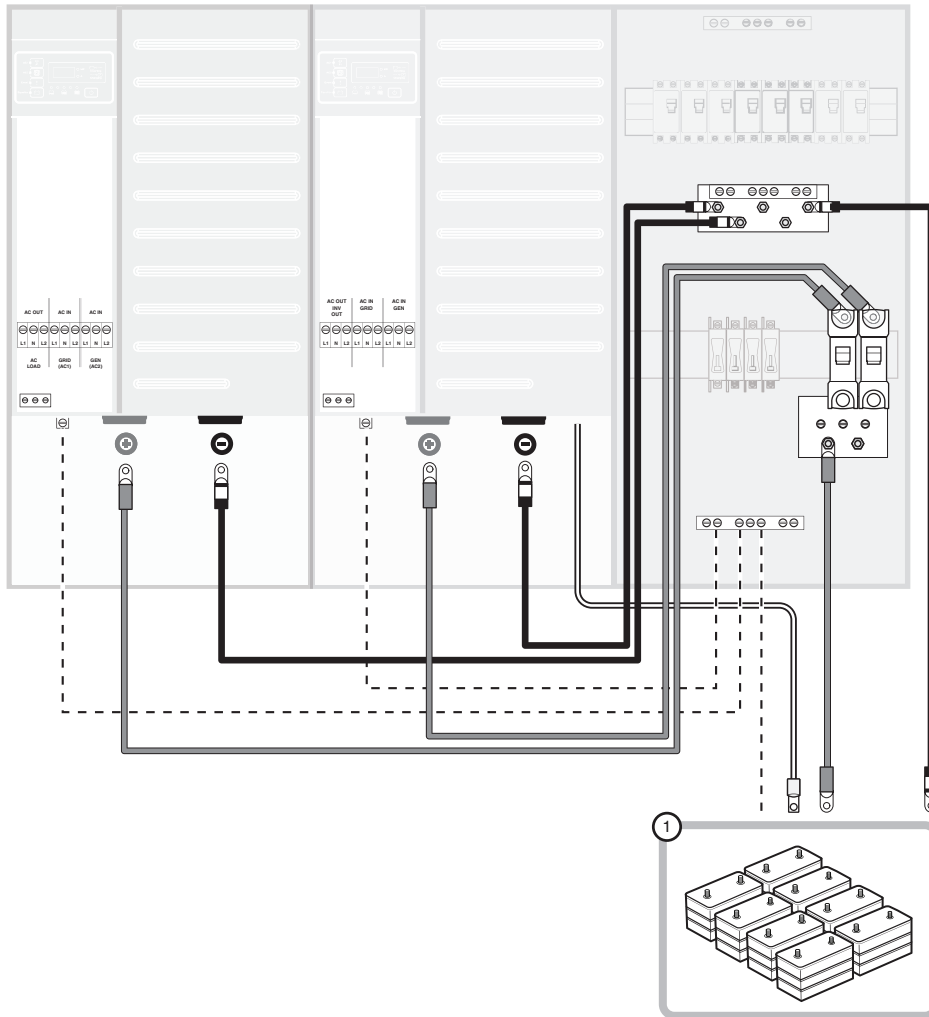 AC OUT AC IN AC IN
L1 N L2 L1 N L2 L1 N L2
AC LOAD GRID (AC1) GEN (AC2)
AC OUT INV OUT AC IN GRID AC IN GEN
L1 N L2 L1 N L2 L1 N L2
1